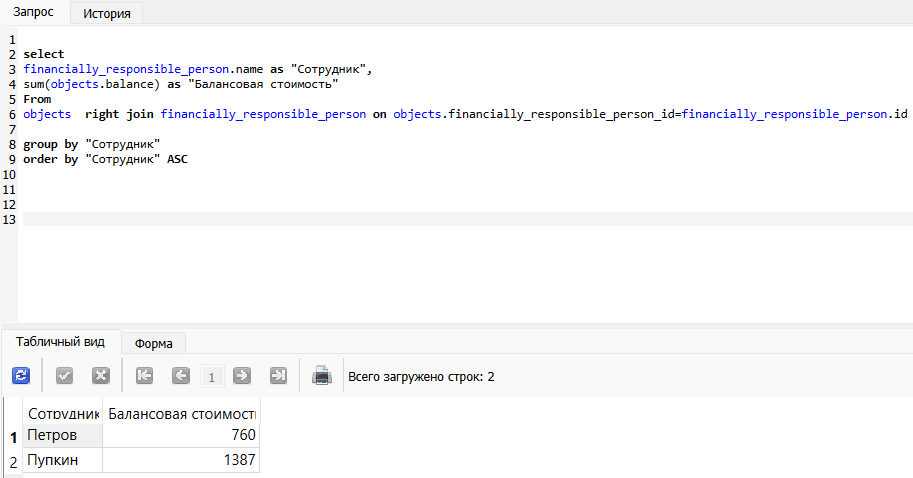 Запрос История
1
2 select
3 financially_responsible_person.name as "Сотрудник",
4 sum(objects.balance) as "Балансовая стоимость"
5 From
6 objects  right join financially_responsible_person on objects.financially_responsible_person_id=financially_responsible_person.id
7
8 group by "Сотрудник"
9 order by "Сотрудник" ASC
10
11
12
13
Табличный вид Форма
1 Всего загружено строк: 2
Сотрудник Балансовая стоимост
1 Петров 760
2 Пупкин 1387